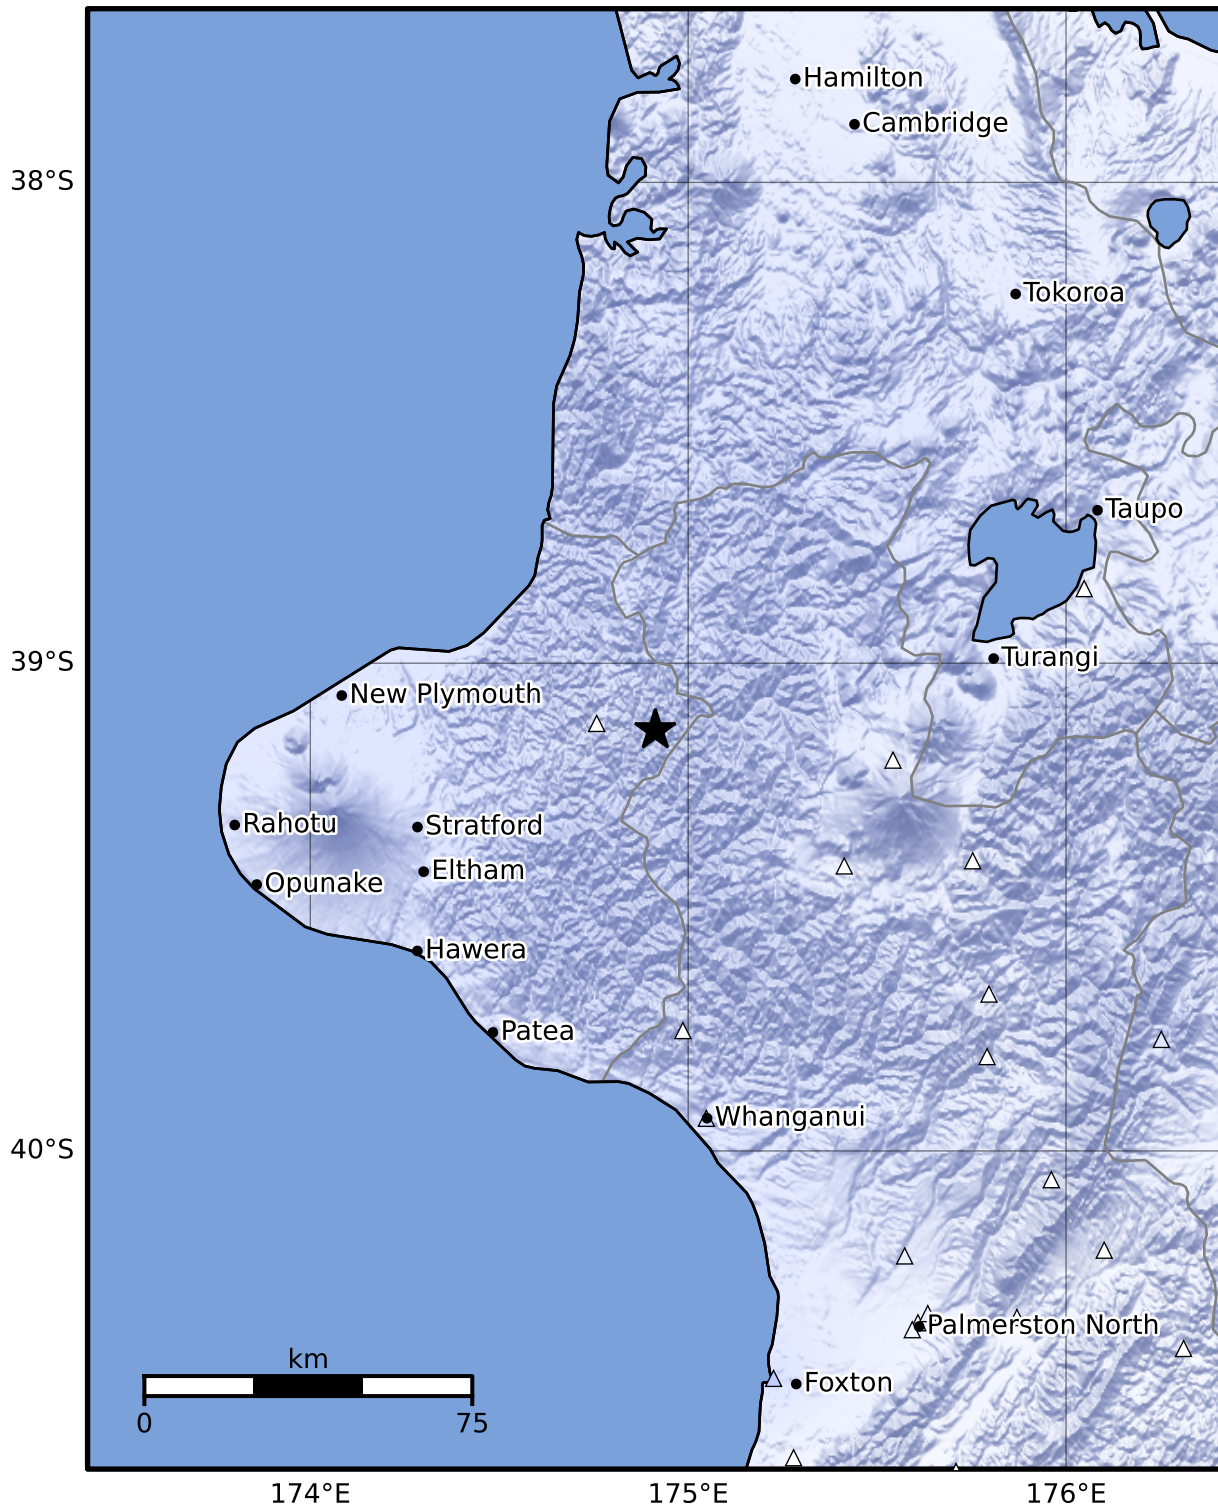 Hamilton
Cambridge
38°S
Tokoroa
Taupo
39°S
Turangi
New Plymouth
Rahotu
Stratford
Eltham
Opunake
Hawera
Patea
Whanganui
40°S
Palmerston North
km
Foxton
0
75
174°E
175°E
176°E